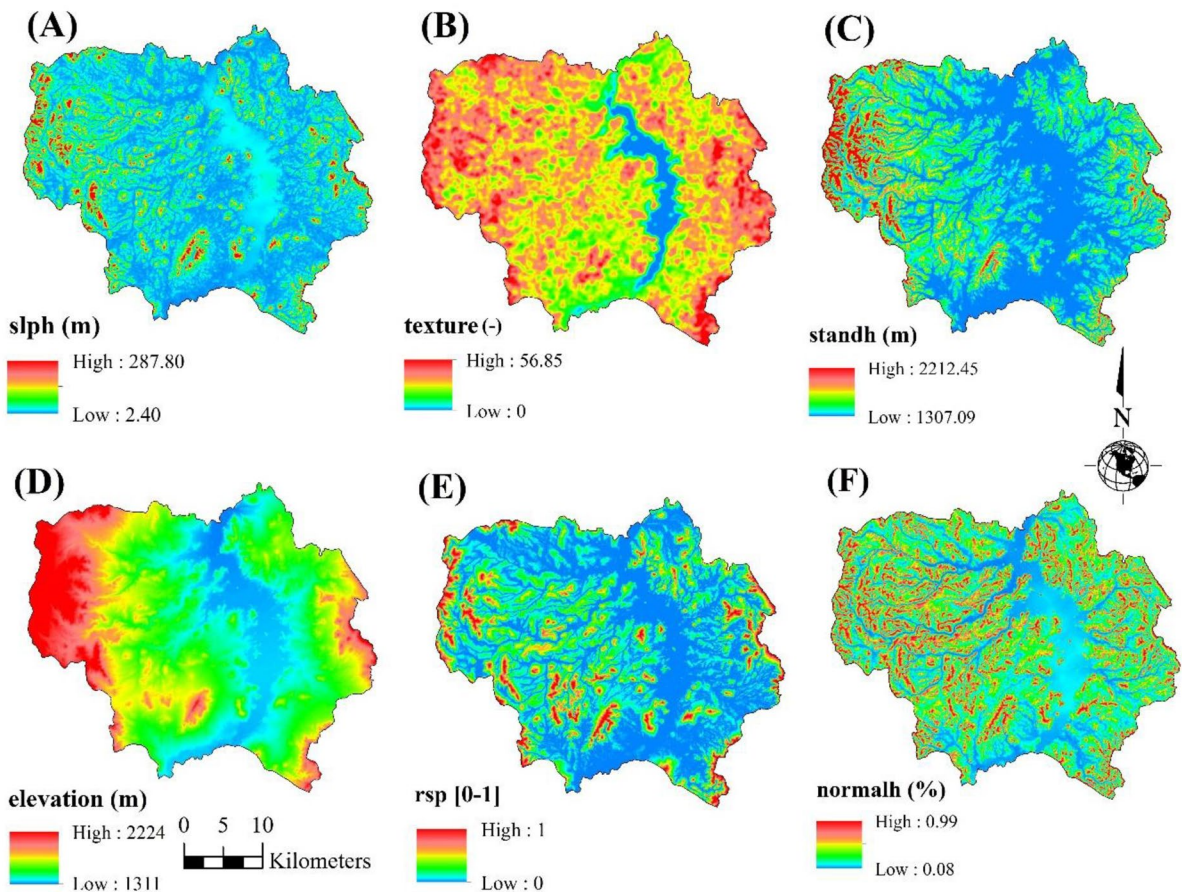 (A)
(B)
(C)
slph (m)
High : 287.80
Low : 2.40
texture (-)
High : 56.85
Low : 0
standh (m)
High : 2212.45
Low : 1307.09
N
(D)
(E)
(F)
elevation (m)
High : 2224
Low : 1311
0 5 10
Kilometers
rsp [0-1]
High : 1
Low : 0
normalh (%)
High : 0.99
Low : 0.08